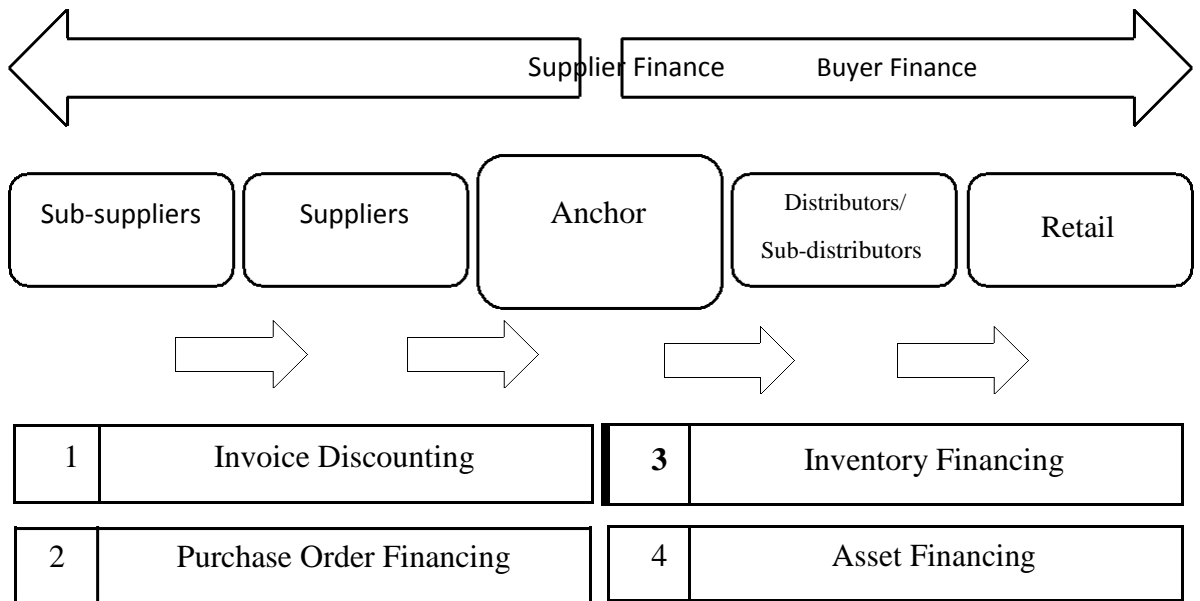 Supplier Finance
Buyer Finance
Sub-suppliers
Suppliers
Anchor
Distributors/
Sub-distributors
Retail
1 Invoice Discounting
3 Inventory Financing
2 Purchase Order Financing
4 Asset Financing